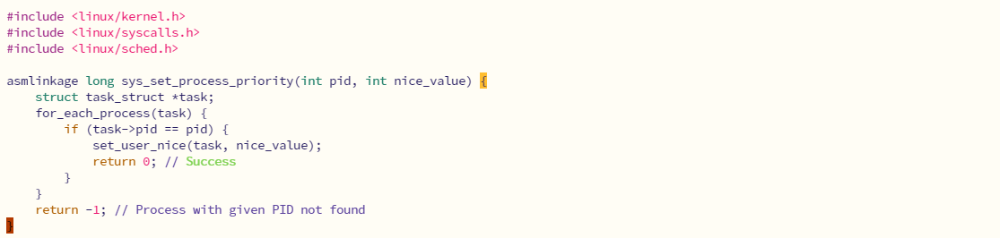 #include <linux/kernel.h>
#include <linux/syscalls.h>
#include <linux/sched.h>

asmlinkage long sys_set_process_priority(int pid, int nice_value) {
    struct task_struct *task;
    for_each_process(task) {
        if (task->pid == pid) {
            set_user_nice(task, nice_value);
            return 0; // Success
        }
    }
    return -1; // Process with given PID not found
}